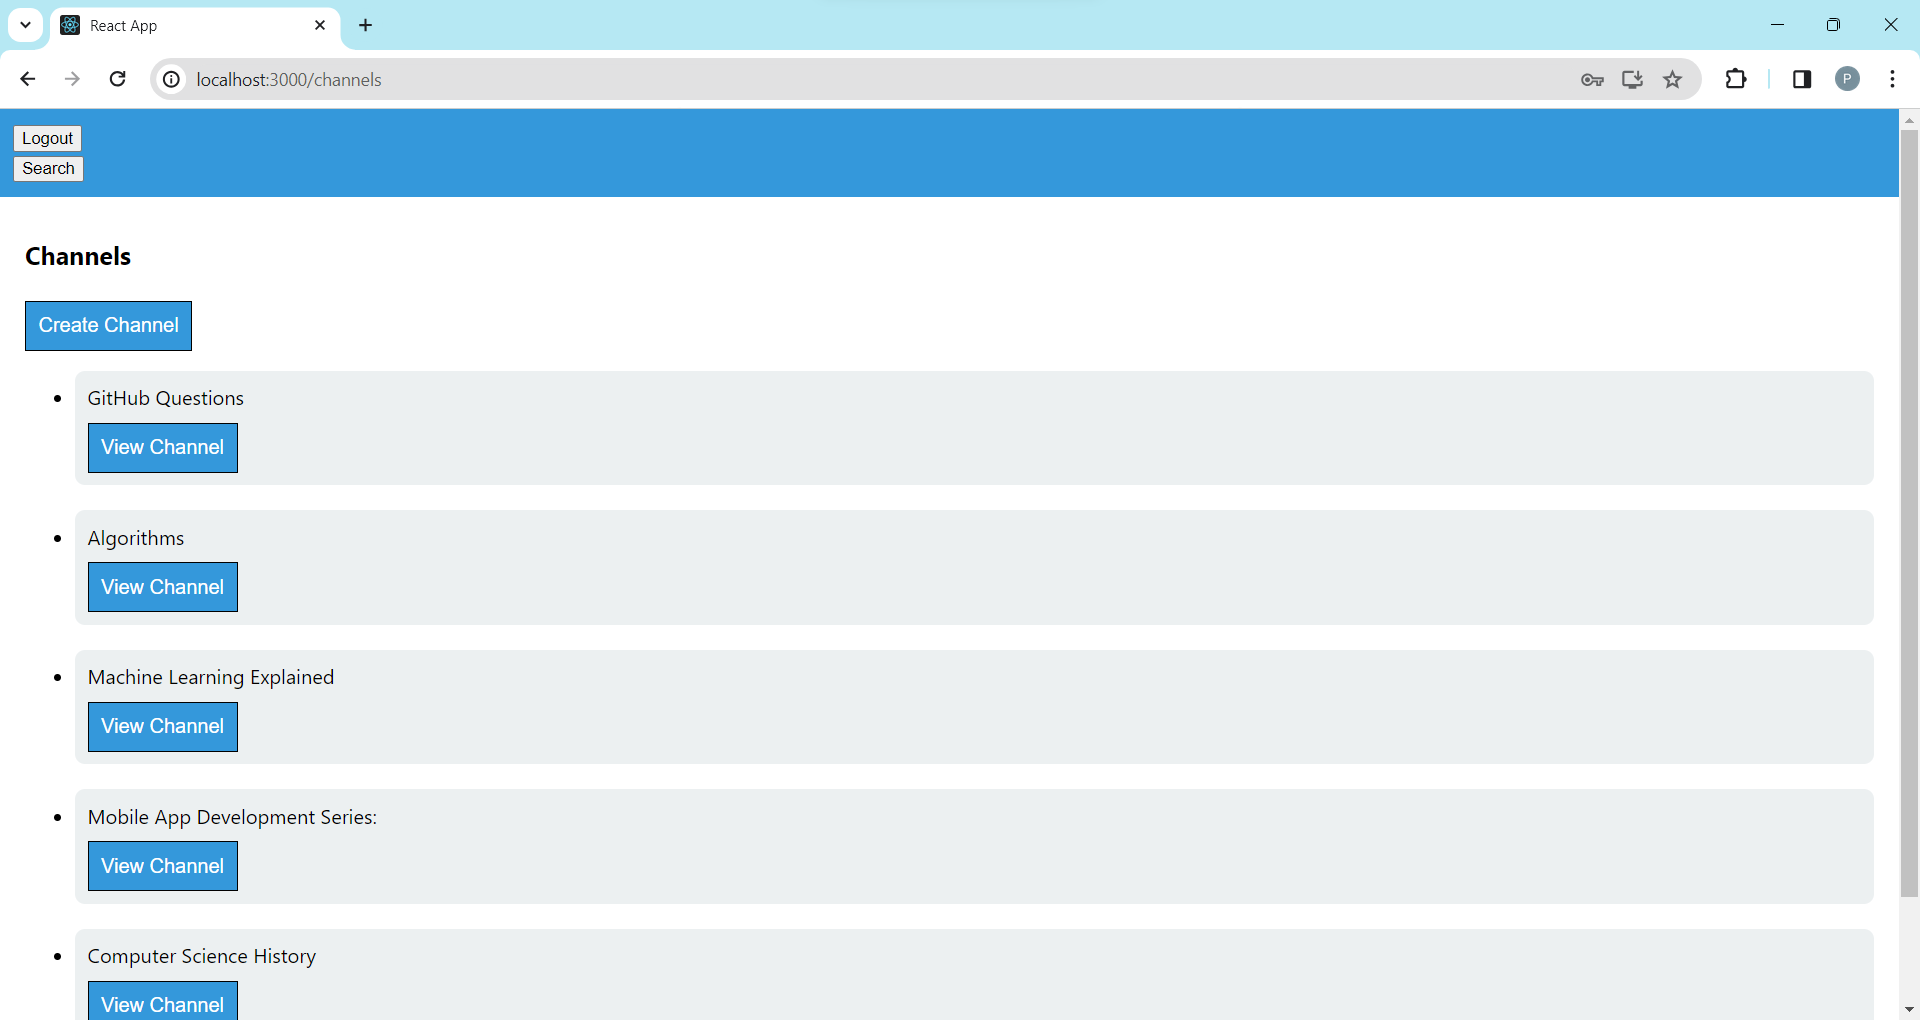 React App
localhost:3000/channels
P
Logout
Search
Channels
Create Channel
GitHub Questions
View Channel
Algorithms
View Channel
Machine Learning Explained
View Channel
Mobile App Development Series:
View Channel
Computer Science History
View Channel